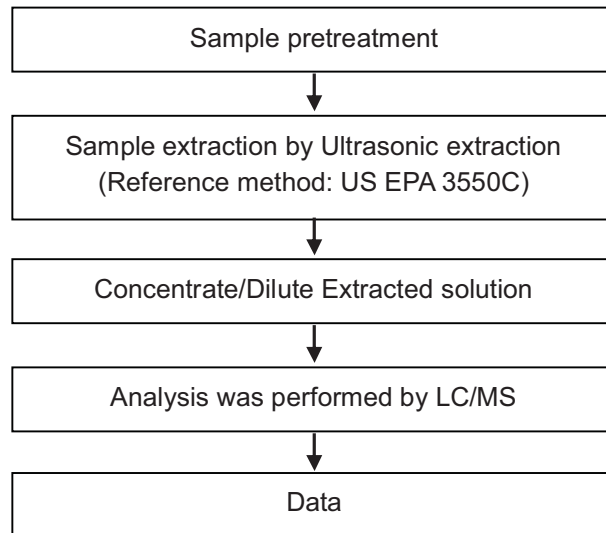 Sample pretreatment
Sample extraction by Ultrasonic extraction
(Reference method: US EPA 3550C)
Concentrate/Dilute Extracted solution
Analysis was performed by LC/MS
Data